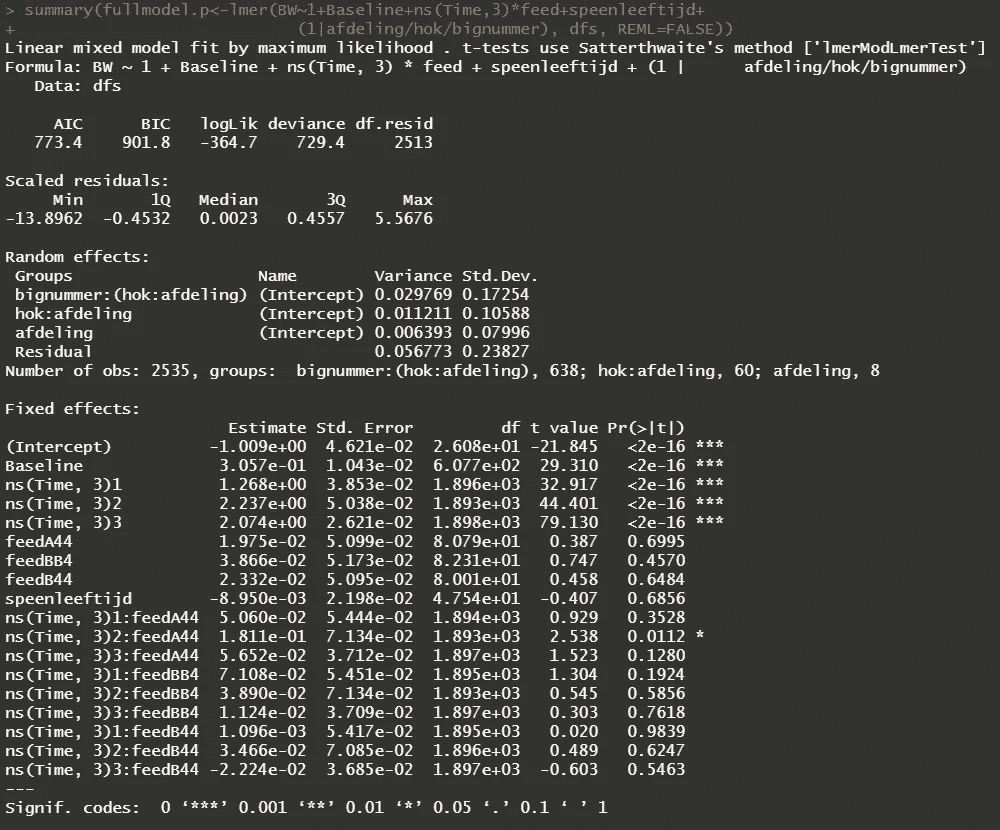 > summary(fullmodel.p<-lmer(BW~1+Baseline+ns(Time,3)*feed+speenleeftijd+
+                           (1|afdeling/hok/bignummer), dfs, REML=FALSE))
Linear mixed model fit by maximum likelihood . t-tests use Satterthwaite's method ['lmerModLmerTest']
Formula: BW ~ 1 + Baseline + ns(Time, 3) * feed + speenleeftijd + (1 |      afdeling/hok/bignummer)
   Data: dfs
     AIC      BIC   logLik deviance df.resid
   773.4    901.8   -364.7    729.4     2513
Scaled residuals:
     Min       1Q   Median       3Q      Max
-13.8962  -0.4532   0.0023   0.4557   5.5676
Random effects:
 Groups                   Name        Variance Std.Dev.
 bignummer:(hok:afdeling) (Intercept) 0.029769 0.17254
 hok:afdeling             (Intercept) 0.011211 0.10588
 afdeling                 (Intercept) 0.006393 0.07996
 Residual                             0.056773 0.23827
Number of obs: 2535, groups:  bignummer:(hok:afdeling), 638; hok:afdeling, 60; afdeling, 8
Fixed effects:
                       Estimate Std. Error         df t value Pr(>|t|)
(Intercept)          -1.009e+00  4.621e-02  2.608e+01 -21.845   <2e-16 ***
Baseline              3.057e-01  1.043e-02  6.077e+02  29.310   <2e-16 ***
ns(Time, 3)1          1.268e+00  3.853e-02  1.896e+03  32.917   <2e-16 ***
ns(Time, 3)2          2.237e+00  5.038e-02  1.893e+03  44.401   <2e-16 ***
ns(Time, 3)3          2.074e+00  2.621e-02  1.898e+03  79.130   <2e-16 ***
feedA44               1.975e-02  5.099e-02  8.079e+01   0.387   0.6995
feedBB4               3.866e-02  5.173e-02  8.231e+01   0.747   0.4570
feedB44               2.332e-02  5.095e-02  8.001e+01   0.458   0.6484
speenleeftijd        -8.950e-03  2.198e-02  4.754e+01  -0.407   0.6856
ns(Time, 3)1:feedA44  5.060e-02  5.444e-02  1.894e+03   0.929   0.3528
ns(Time, 3)2:feedA44  1.811e-01  7.134e-02  1.893e+03   2.538   0.0112 *
ns(Time, 3)3:feedA44  5.652e-02  3.712e-02  1.897e+03   1.523   0.1280
ns(Time, 3)1:feedBB4  7.108e-02  5.451e-02  1.895e+03   1.304   0.1924
ns(Time, 3)2:feedBB4  3.890e-02  7.134e-02  1.893e+03   0.545   0.5856
ns(Time, 3)3:feedBB4  1.124e-02  3.709e-02  1.897e+03   0.303   0.7618
ns(Time, 3)1:feedB44  1.096e-03  5.417e-02  1.895e+03   0.020   0.9839
ns(Time, 3)2:feedB44  3.466e-02  7.085e-02  1.896e+03   0.489   0.6247
ns(Time, 3)3:feedB44 -2.224e-02  3.685e-02  1.897e+03  -0.603   0.5463
---
Signif. codes:  0 ‘***’ 0.001 ‘**’ 0.01 ‘*’ 0.05 ‘.’ 0.1 ‘ ’ 1